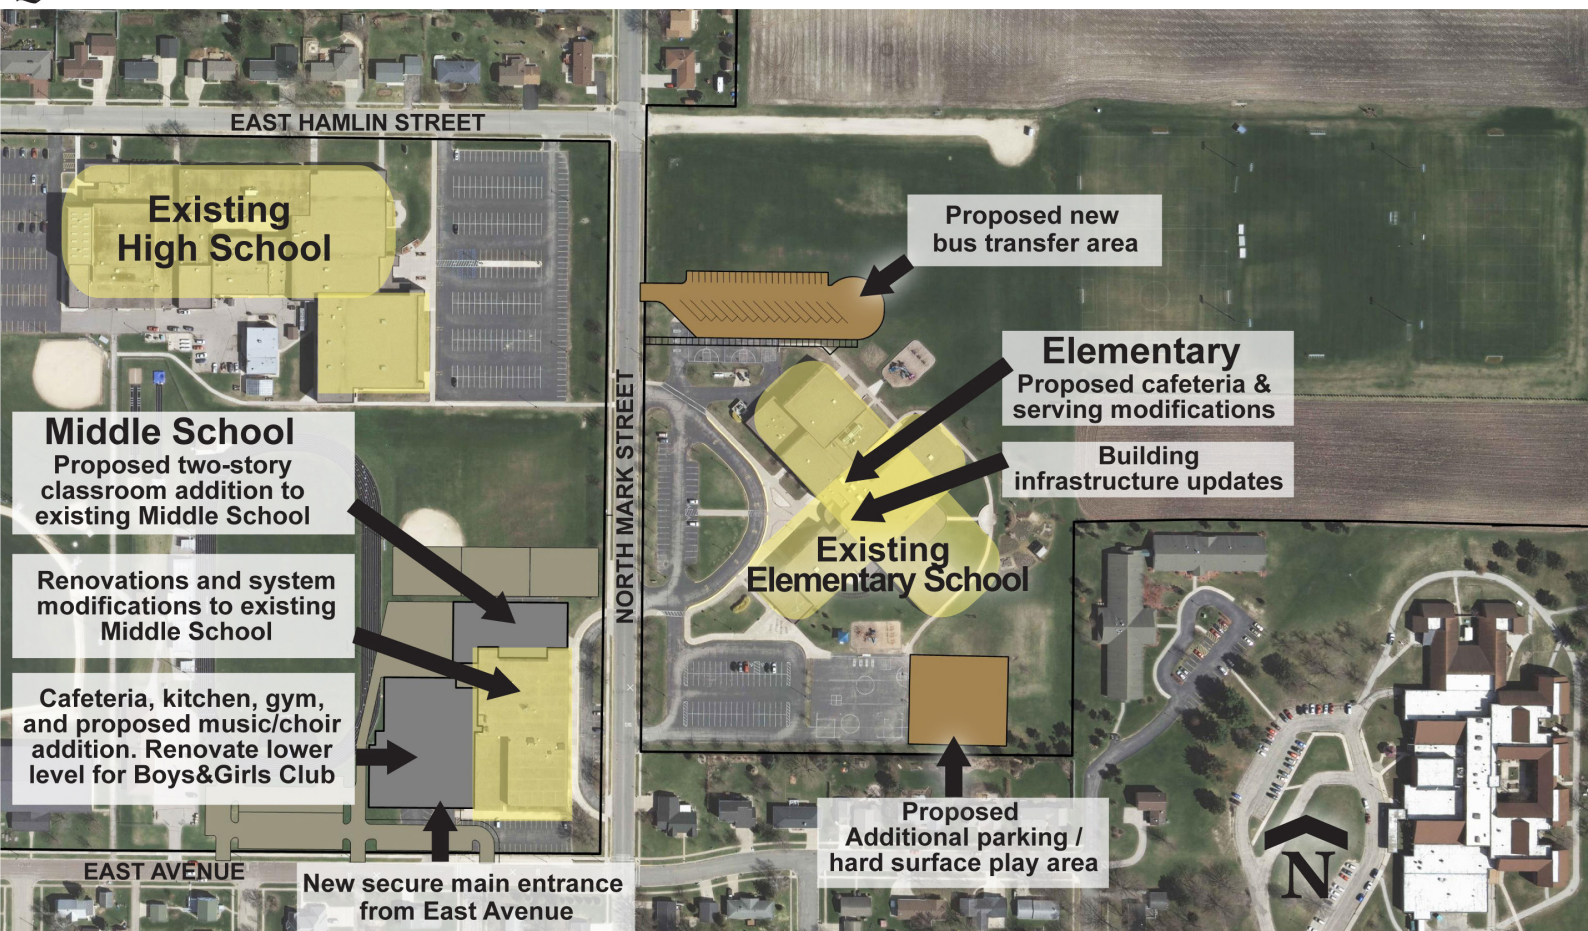 EAST HAMLIN STREET
Existing
High School
Proposed new
bus transfer area
Elementary
Proposed cafeteria &
serving modifications
Building
infrastructure updates
NORTH MARK STREET
Middle School
Proposed two-story
classroom addition to
existing Middle School
Existing
Elementary School
Renovations and system
modifications to existing
Middle School
Cafeteria, kitchen, gym,
and proposed music/choir
addition. Renovate lower
level for Boys&Girls Club
Proposed
Additional parking /
hard surface play area
EAST AVENUE
New secure main entrance
from East Avenue
N